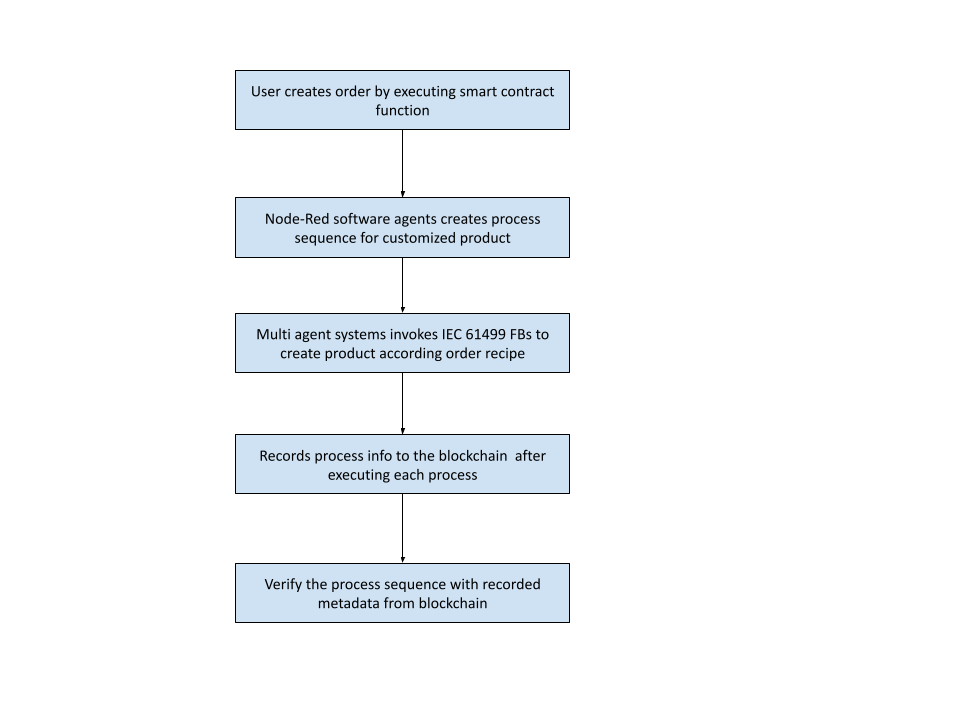 User creates order by executing smart contract
function
Node-Red software agents creates process
sequence for customized product
Multi agent systems invokes IEC 61499 FBs to
create product according order recipe
Records process info to the blockchain  after
executing each process
Verify the process sequence with recorded
metadata from blockchain